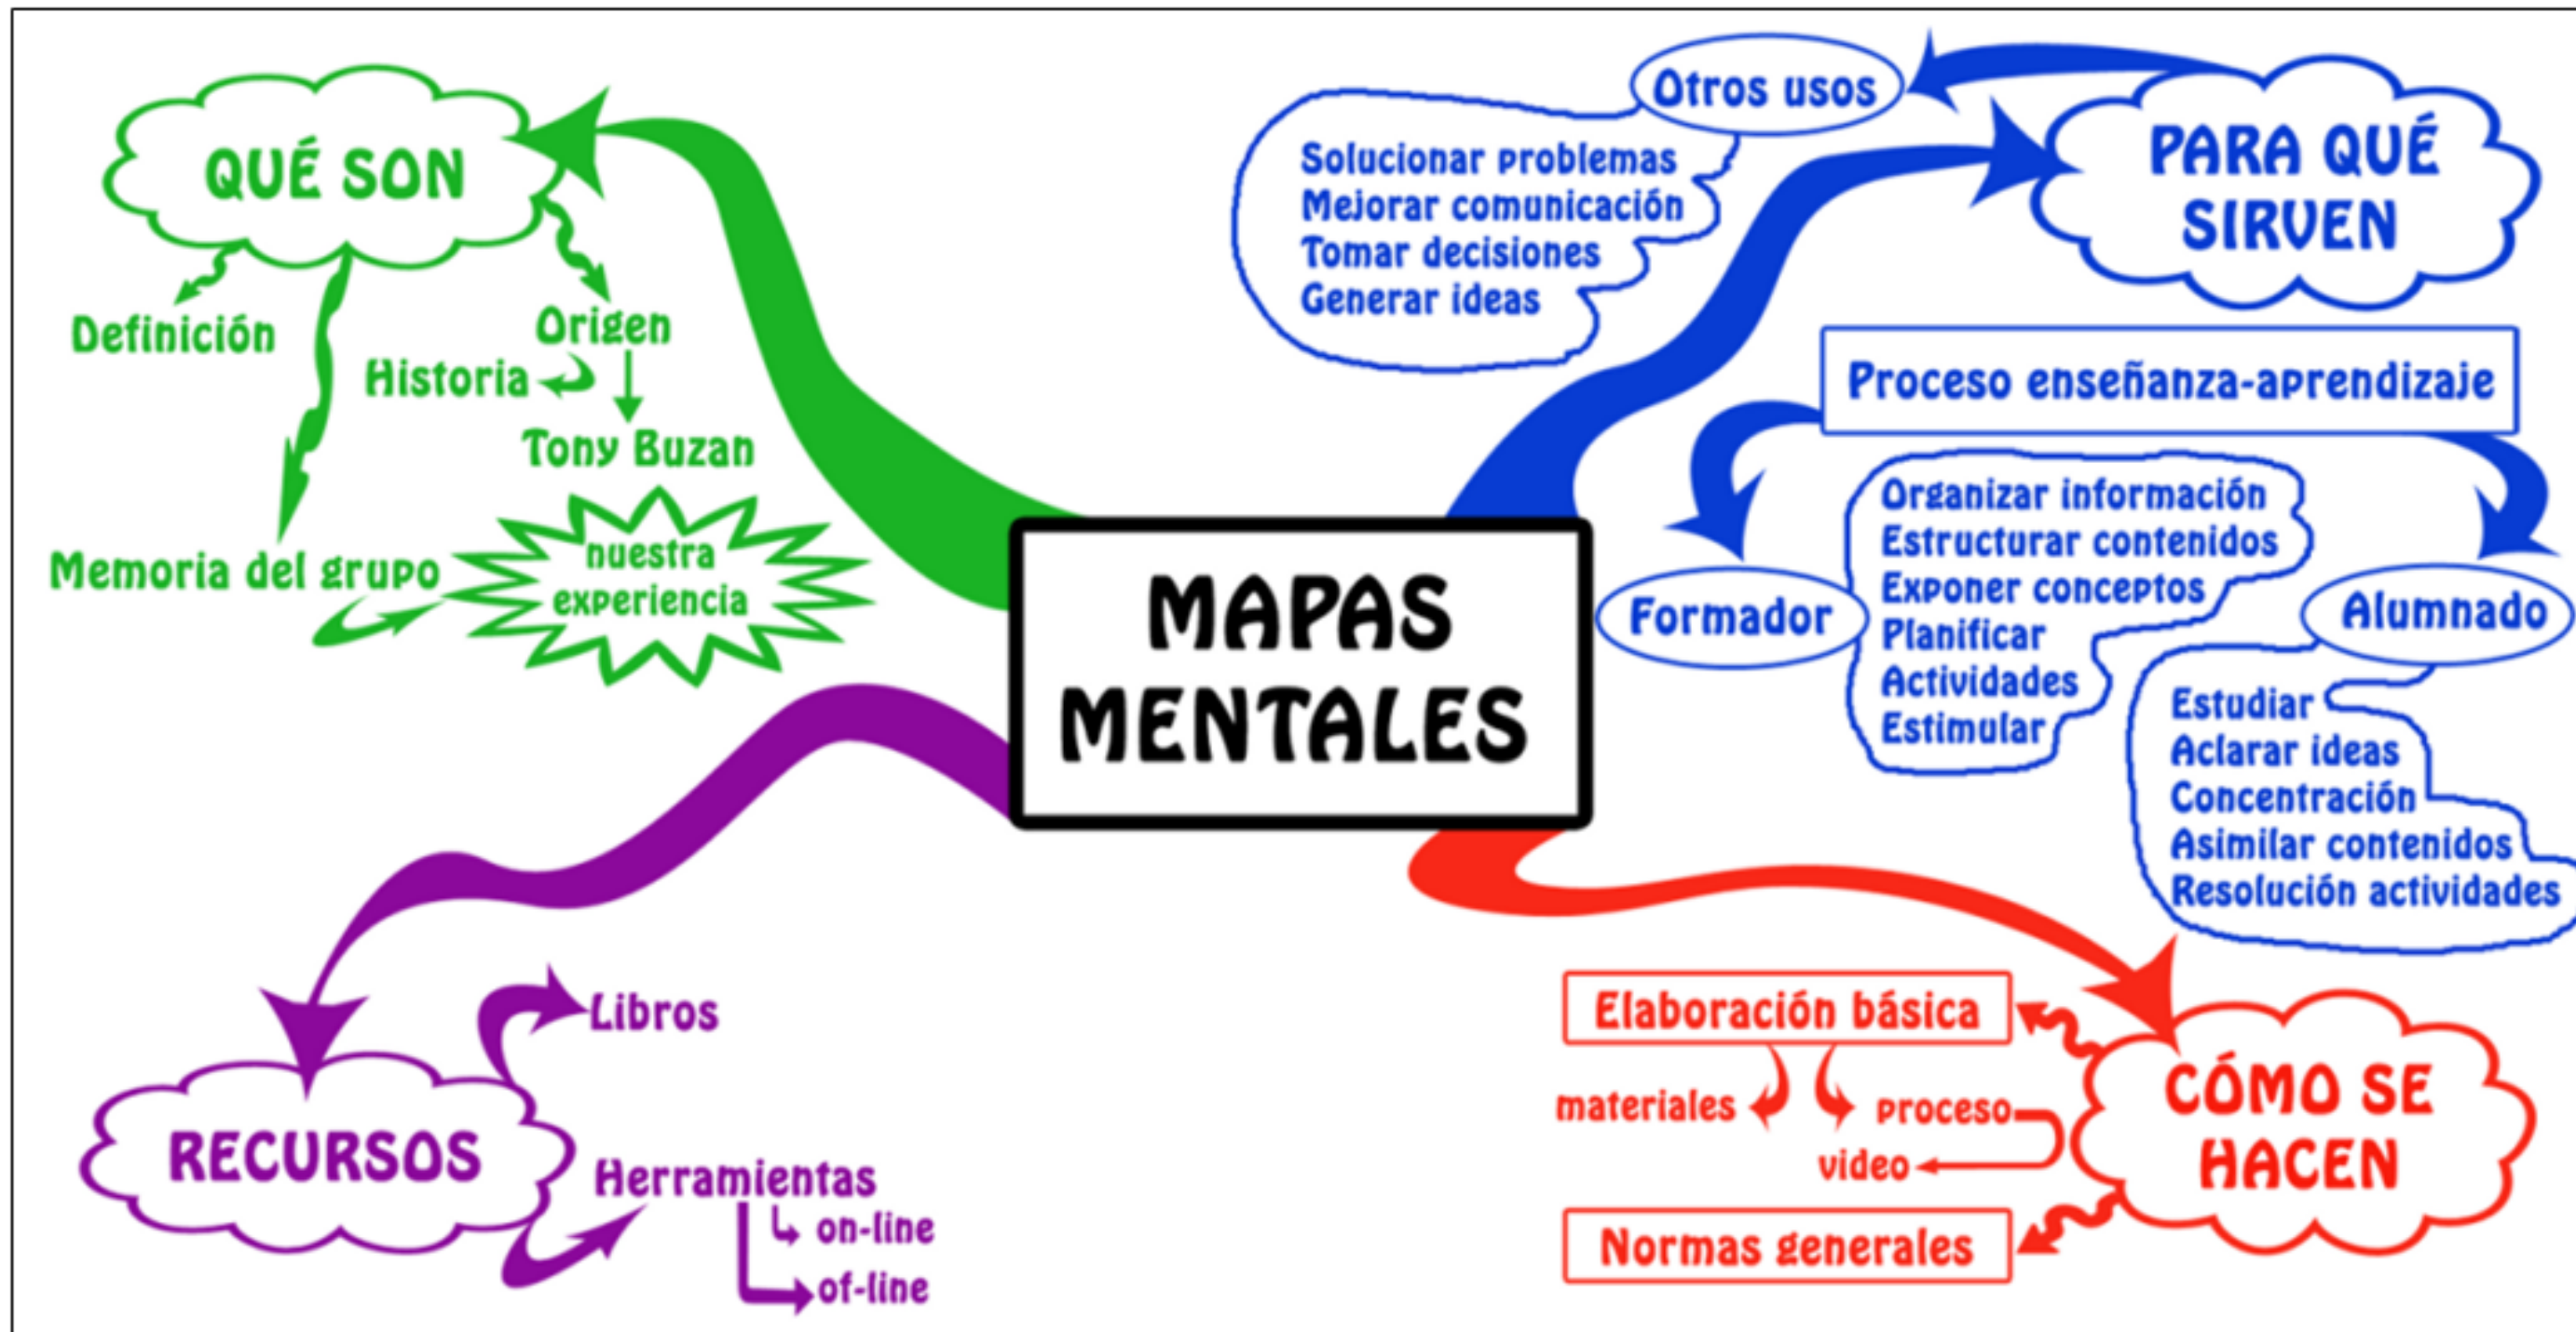 MAPAS
MENTALES
QUÉ SON
Definición
Origen
Historia
Tony Buzan
Memoria del grupo
nuestra
experiencia
PARA QUÉ
SIRVEN
Otros usos
Solucionar problemas
Mejorar comunicación
Tomar decisiones
Generar ideas
Proceso enseñanza-aprendizaje
Formador
Organizar información
Estructurar contenidos
Exponer conceptos
Planificar
Actividades
Estimular
Alumnado
Estudiar
Aclarar ideas
Concentración
Asimilar contenidos
Resolución actividades
CÓMO SE
HACEN
Elaboración básica
materiales
proceso
video
Normas generales
RECURSOS
Libros
Herramientas
on-line
of-line